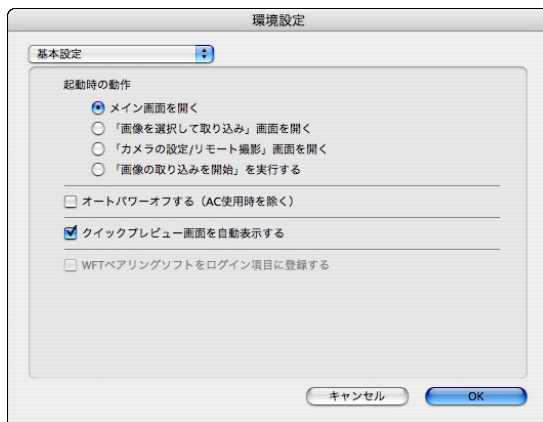 環境設定
基本設定
起動時の動作
メイン画面を開く
「画像を選択して取り込み」画面を開く
「カメラの設定/リモート撮影」画面を開く
「画像の取り込みを開始」を実行する
オートパワーオフする（AC使用時を除く）
クイックプレビュー画面を自動表示する
WFTペアリングソフトをログイン項目に登録する
キャンセル OK